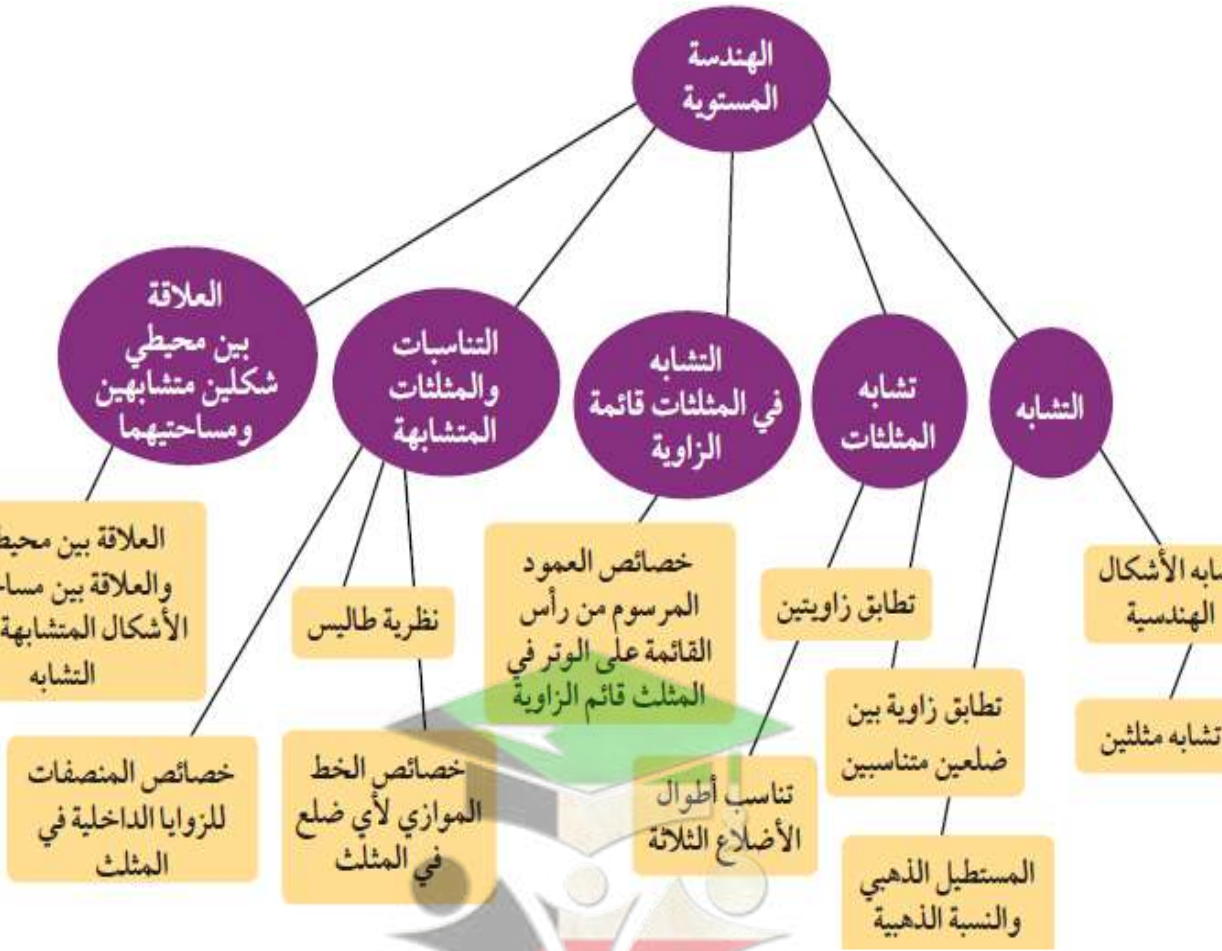 الهندسة
المستوية
التشابه
تشابه
المثلثات
التشابه
في المثلثات قائمة
الزاوية
التناسبات
والمثلثات
المتشابهة
العلاقة
بين محيطي
شكلين متشابهين
ومساحتيهما
الأشكال
الهندسية
تشابه مثلثين
تطابق زاوية بين
ضلعين متناسبين
المستطيل الذهبي
والنسبة الذهبية
تطابق زاويتين
تناسب أطوال
الأضلاع الثلاثة
خصائص العمود
المرسوم من رأس
القائمة على الوتر في
المثلث قائم الزاوية
نظرية طاليس
خصائص الخط
الموازي لأي ضلع
في المثلث
خصائص المنصفات
للزوايا الداخلية في
المثلث
العلاقة بين
والعلاقة بين
الأشكال المتشابهة
التشابه